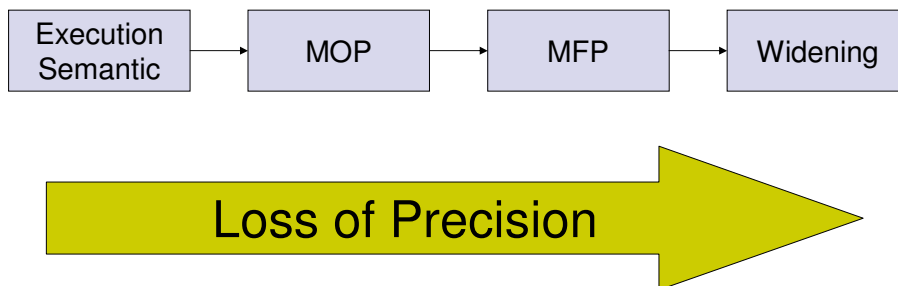 Execution
Semantic
MOP
MFP
Widening
Loss of Precision